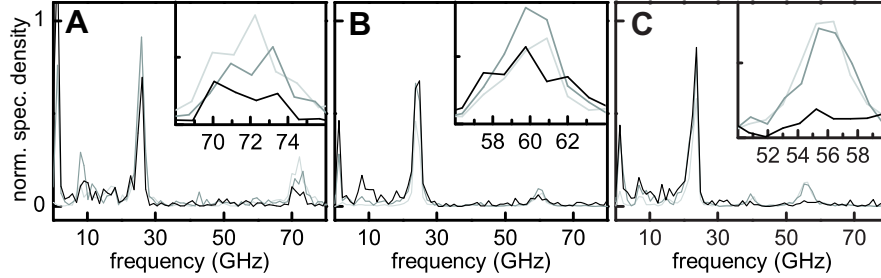 A
B
C
norm. spec. density
1
0
70 72 74
58 60 62
52 54 56 58
10 30 50 70
10 30 50 70
10 30 50 70
frequency (GHz)
frequency (GHz)
frequency (GHz)